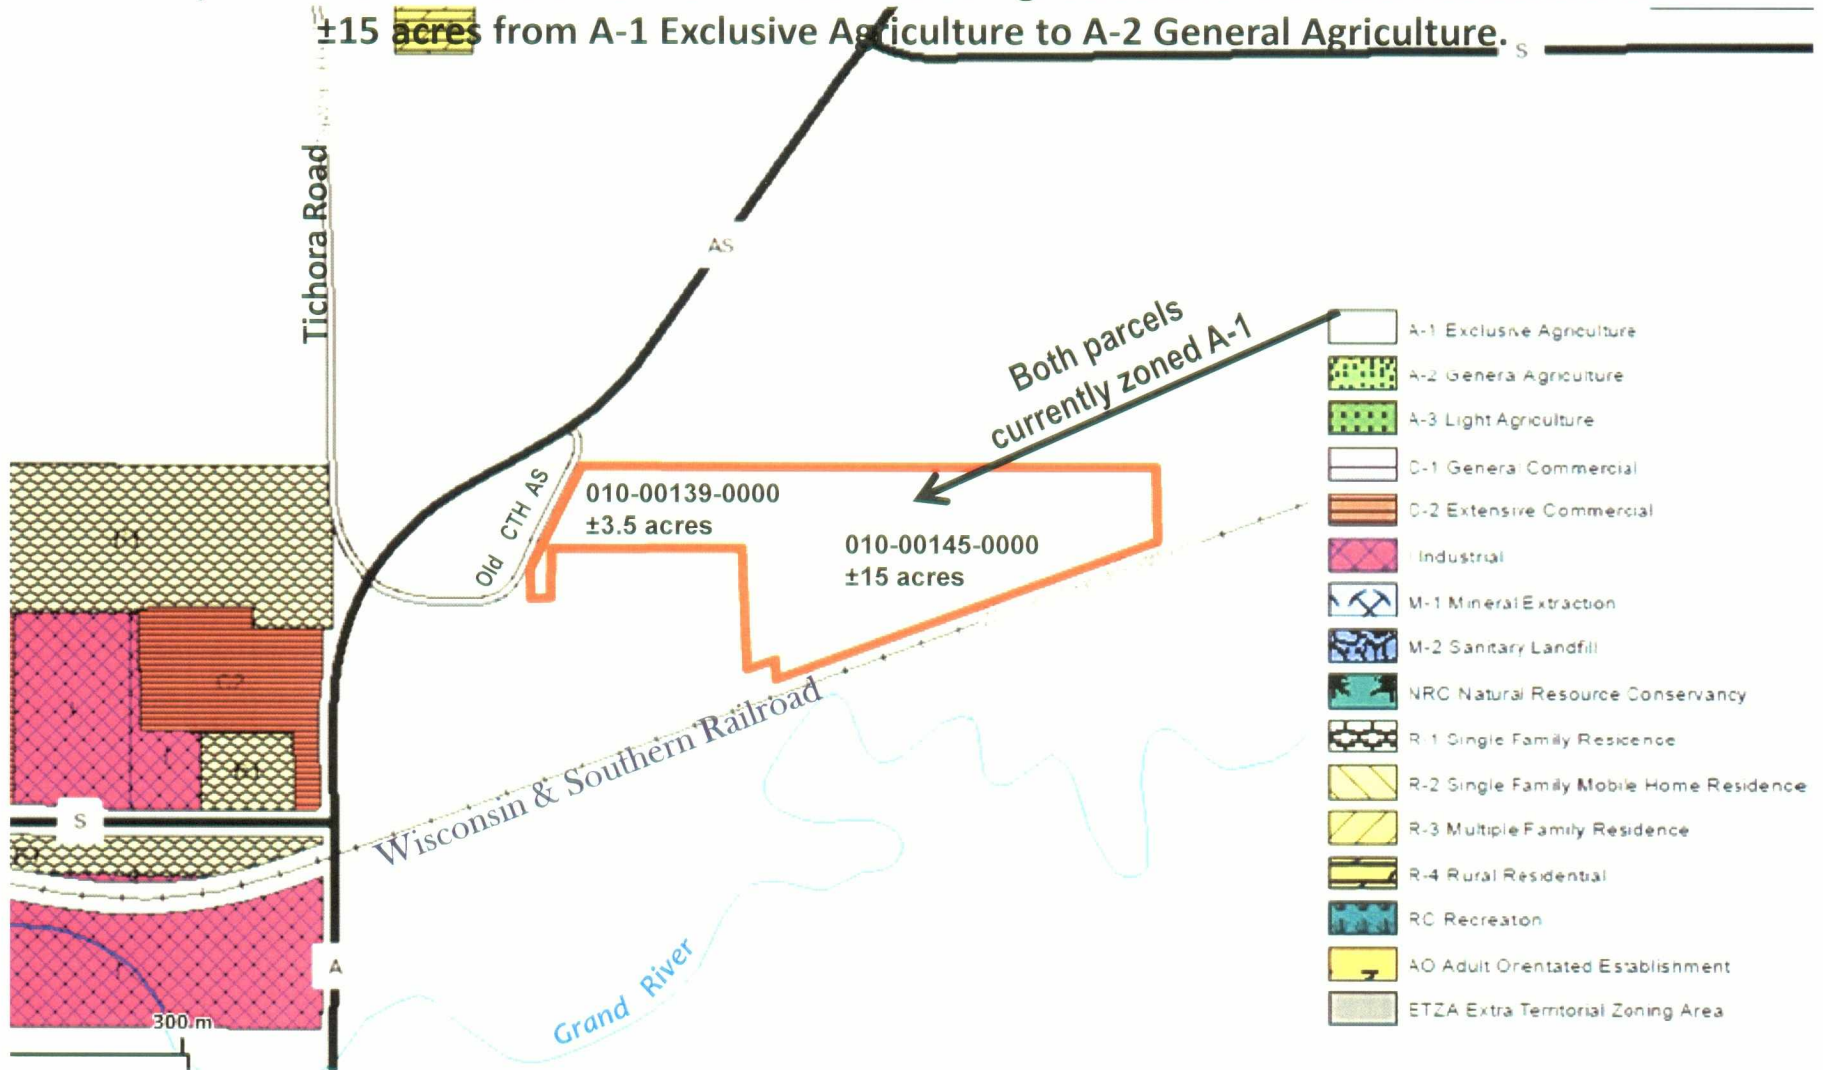 ±15 acres from A-1 Exclusive Agriculture to A-2 General Agriculture.
S
Tichora Road
AS
Both parcels
currently zoned A-1
Old CTH AS
010-00139-0000
±3.5 acres
010-00145-0000
±15 acres
C2
S
Wisconsin & Southern Railroad
A
Grand River
300 m
A-1 Exclusive Agriculture
A-2 General Agriculture
A-3 Light Agriculture
C-1 General Commercial
C-2 Extensive Commercial
I Industrial
M-1 Mineral Extraction
M-2 Sanitary Landfill
NRC Natural Resource Conservancy
R-1 Single Family Residence
R-2 Single Family Mobile Home Residence
R-3 Multiple Family Residence
R-4 Rural Residential
RC Recreation
AO Adult Orientated Establishment
ETZA Extra Territorial Zoning Area